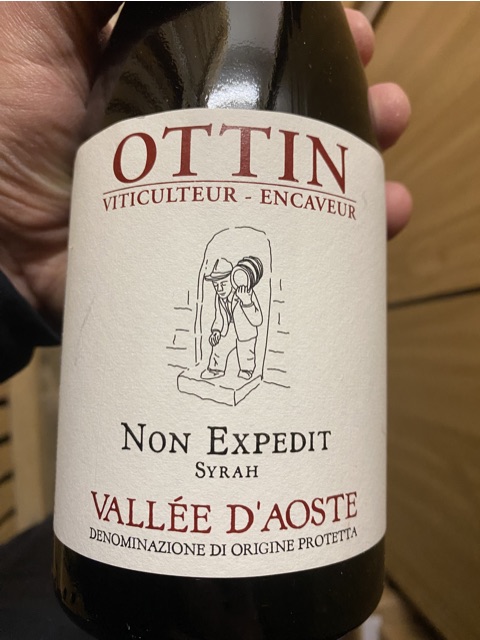 OTTIN
VITICULTEUR - ENCAVEUR
NON EXPEDIT
SYRAH
VALLÉE D'AOSTE
DENOMINAZIONE DI ORIGINE PROTETTA